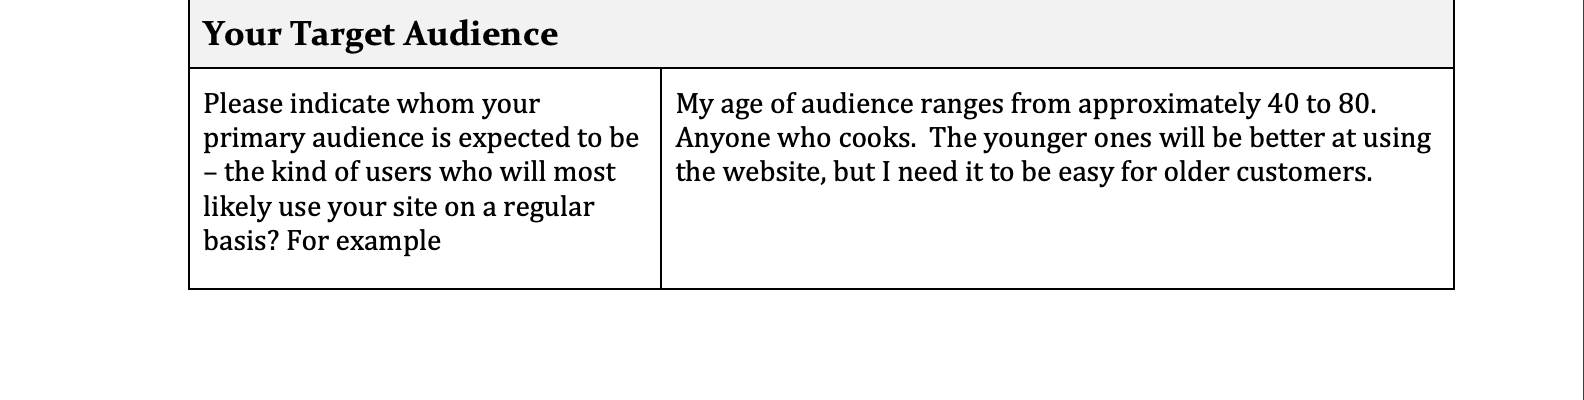 Your Target Audience
Please indicate whom your
primary audience is expected to be
– the kind of users who will most
likely use your site on a regular
basis? For example
My age of audience ranges from approximately 40 to 80.
Anyone who cooks.  The younger ones will be better at using
the website, but I need it to be easy for older customers.